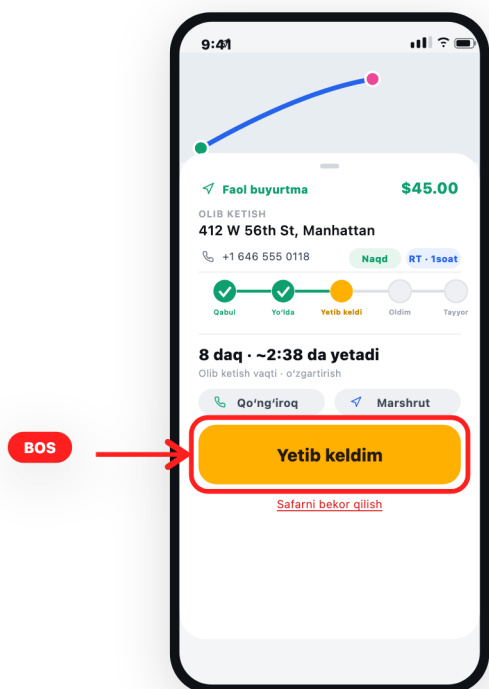 9:41
Faol buyurtma $45.00
OLIB KETISH
412 W 56th St, Manhattan
+1 646 555 0118 Naqd RT · 1soat
Qabul Yo‘lda Yetib keldi Oldim Tayyor
8 daq · ~2:38 da yetadi
Olib ketish vaqti · o‘zgartirish
Qo‘ng‘iroq Marshrut
BOS
Yetib keldim
Safarni bekor qilish